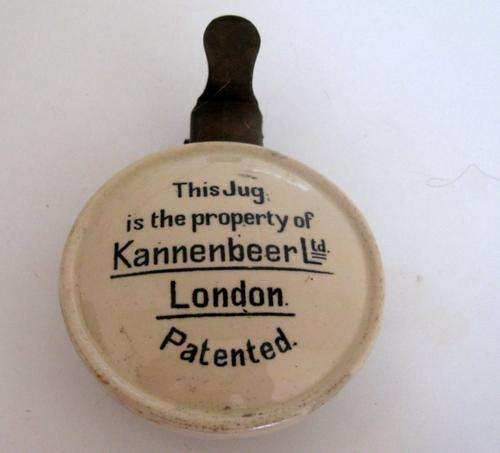 This Jug
is the property of
Kannenbeer Ltd.
London.
Patented.